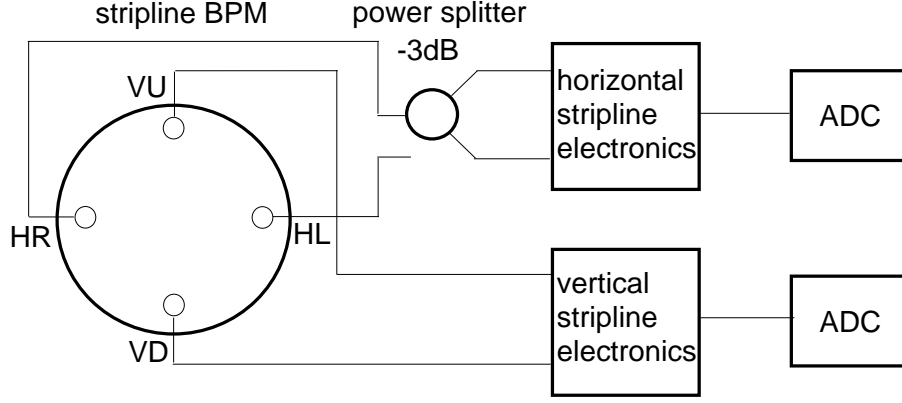 stripline BPM
power splitter
-3dB
VU
HR
HL
VD
horizontal
stripline
electronics
ADC
vertical
stripline
electronics
ADC